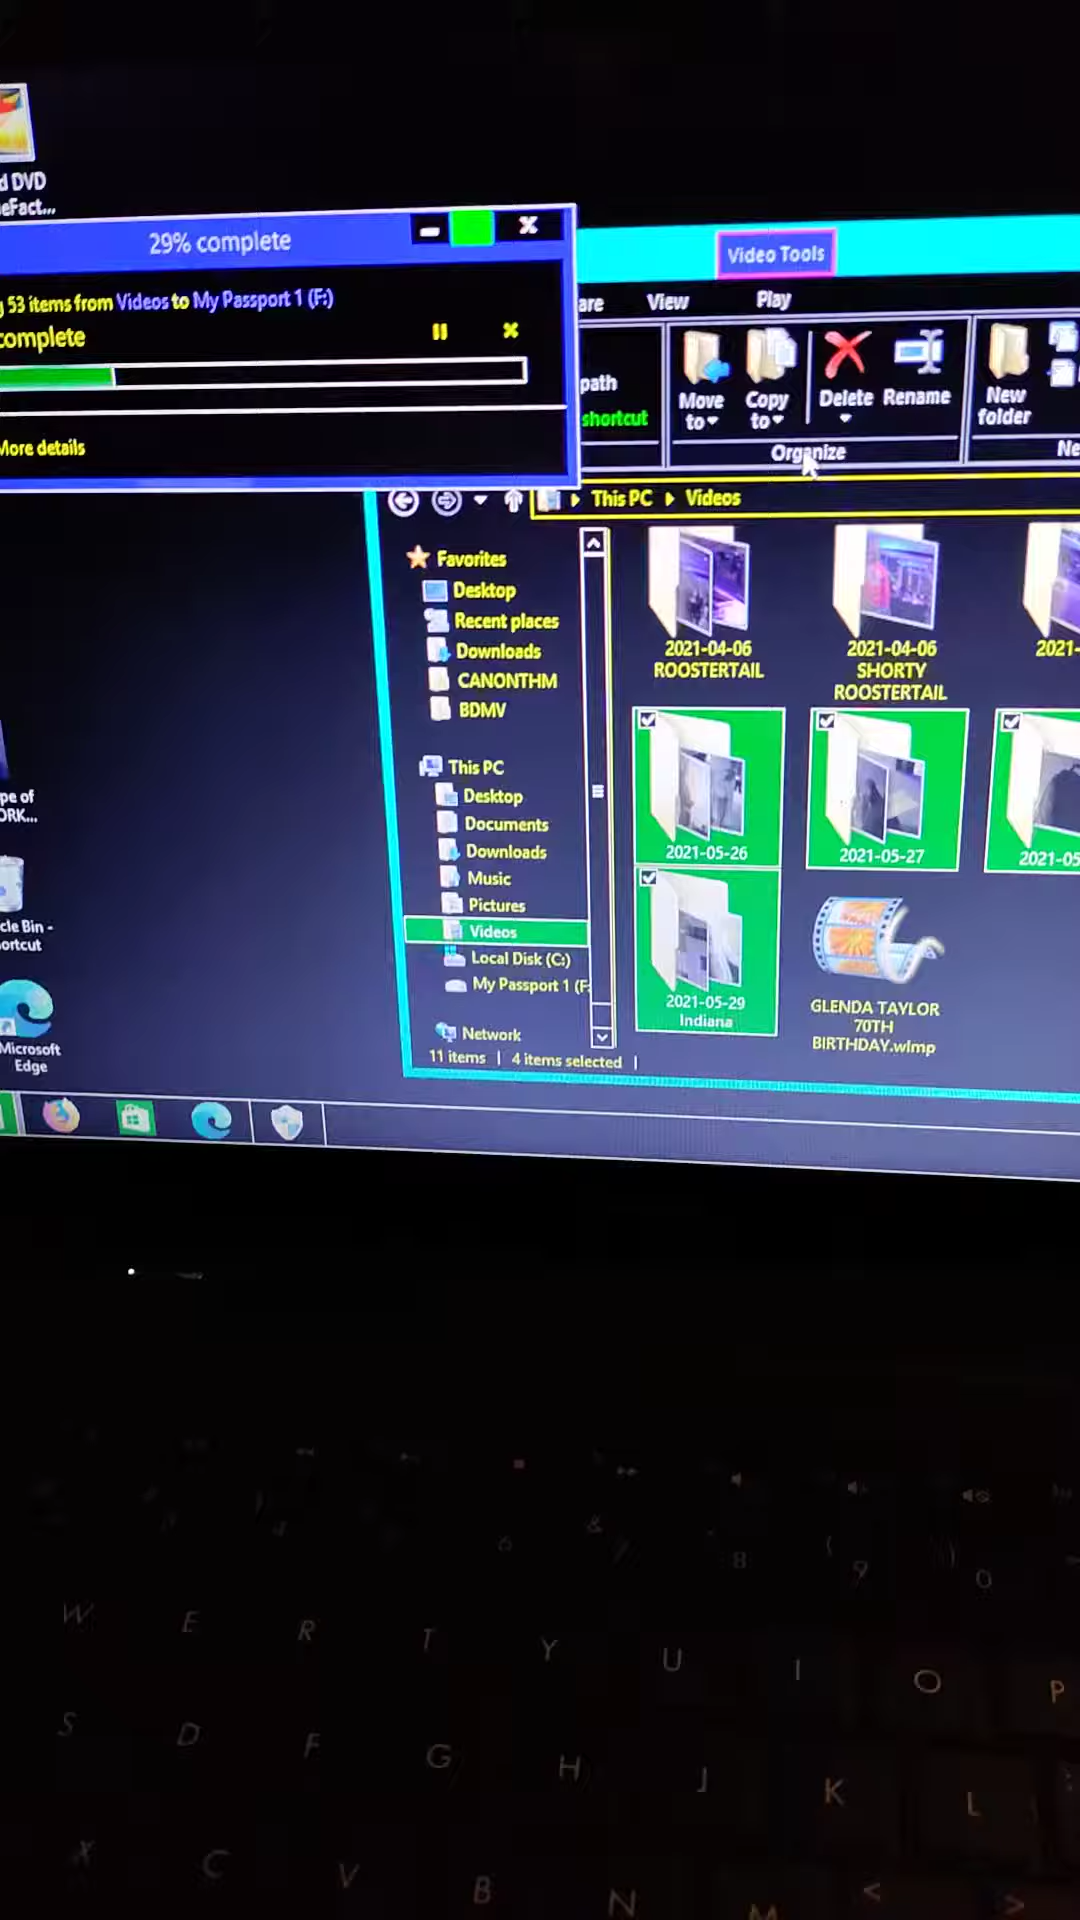 d DVD
eFact...
29% complete
53 items from Videos to My Passport 1 (F:)
complete
More details
Video Tools
are
View
Play
path
shortcut
Move to
Copy to
Delete
Rename
New folder
Organize
Ne
This PC
Videos
Favorites
Desktop
Recent places
Downloads
CANONTHM
BDMV
This PC
Desktop
Documents
Downloads
Music
Pictures
Videos
Local Disk (C:)
My Passport 1 (F:
Network
11 items
4 items selected
2021-04-06
ROOSTERTAIL
2021-04-06
SHORTY
ROOSTERTAIL
2021-
2021-05-26
2021-05-27
2021-05
2021-05-29
Indiana
GLENDA TAYLOR
70TH
BIRTHDAY.wlmp
pe of
ORK...
cle Bin -
ortcut
Microsoft
Edge
& 7 8 ( 9 ) 0
W E R T Y U I O P
S D F G H J K L
X C V B N M < >